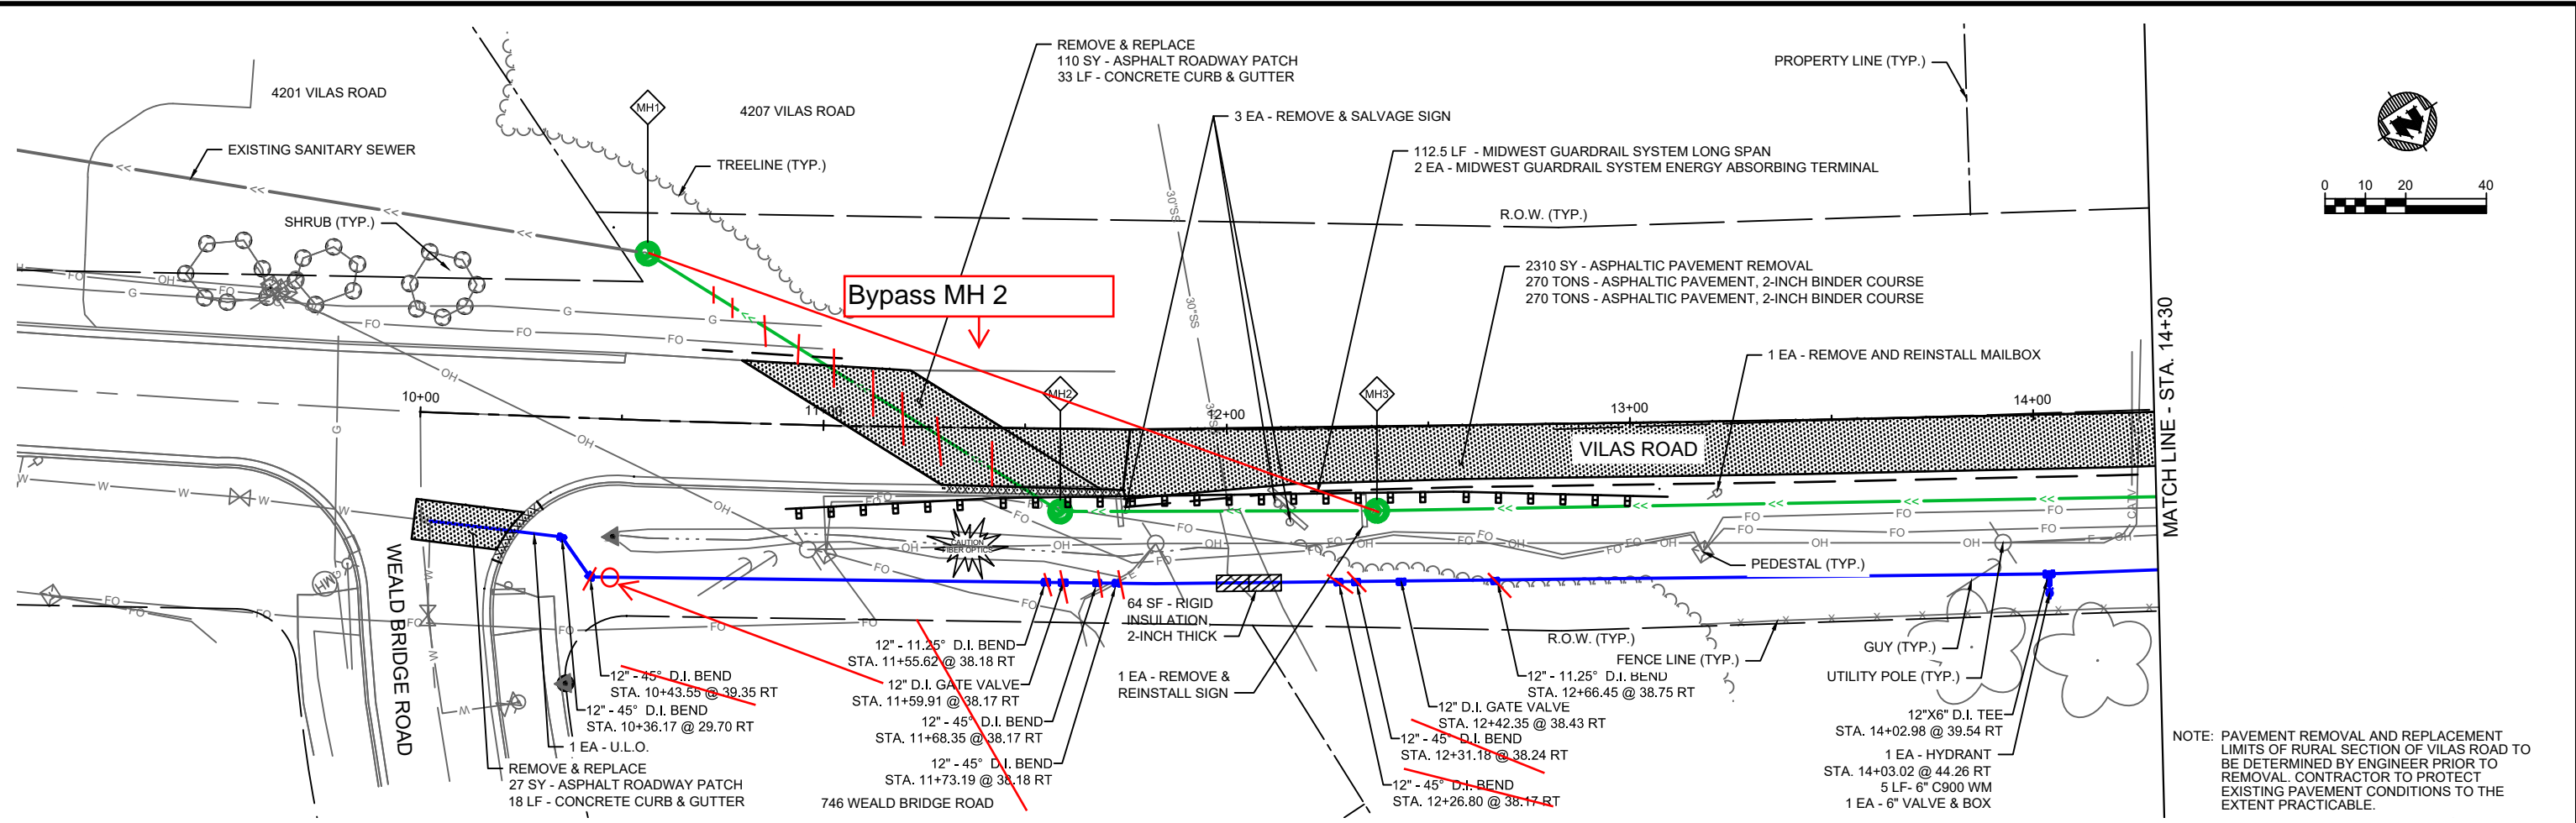 REMOVE & REPLACE
110 SY - ASPHALT ROADWAY PATCH
33 LF - CONCRETE CURB & GUTTER
PROPERTY LINE (TYP.)
4201 VILAS ROAD
MH1
4207 VILAS ROAD
3 EA - REMOVE & SALVAGE SIGN
EXISTING SANITARY SEWER
TREELINE (TYP.)
112.5 LF - MIDWEST GUARDRAIL SYSTEM LONG SPAN
2 EA - MIDWEST GUARDRAIL SYSTEM ENERGY ABSORBING TERMINAL
0 10 20 40
SHRUB (TYP.)
30"SS
R.O.W. (TYP.)
Bypass MH 2
2310 SY - ASPHALTIC PAVEMENT REMOVAL
270 TONS - ASPHALTIC PAVEMENT, 2-INCH BINDER COURSE
270 TONS - ASPHALTIC PAVEMENT, 2-INCH BINDER COURSE
30"SS
1 EA - REMOVE AND REINSTALL MAILBOX
MATCH LINE - STA. 14+30
MH2
MH3
10+00
11+00
12+00
13+00
14+00
VILAS ROAD
CATV
CAUTION
FIBER OPTICS
MH
WEALD BRIDGE ROAD
PEDESTAL (TYP.)
64 SF - RIGID
INSULATION
2-INCH THICK
R.O.W. (TYP.)
FENCE LINE (TYP.)
GUY (TYP.)
UTILITY POLE (TYP.)
12" - 11.25° D.I. BEND
STA. 11+55.62 @ 38.18 RT
12" D.I. GATE VALVE
STA. 11+59.91 @ 38.17 RT
12" - 45° D.I. BEND
STA. 11+68.35 @ 38.17 RT
12" - 45° D.I. BEND
STA. 11+73.19 @ 38.18 RT
746 WEALD BRIDGE ROAD
1 EA - REMOVE &
REINSTALL SIGN
12" - 45° D.I. BEND
STA. 10+43.55 @ 39.35 RT
12" - 45° D.I. BEND
STA. 10+36.17 @ 29.70 RT
1 EA - U.L.O.
REMOVE & REPLACE
27 SY - ASPHALT ROADWAY PATCH
18 LF - CONCRETE CURB & GUTTER
12" - 11.25° D.I. BEND
STA. 12+66.45 @ 38.75 RT
12" D.I. GATE VALVE
STA. 12+42.35 @ 38.43 RT
12" - 45° D.I. BEND
STA. 12+31.18 @ 38.24 RT
12" - 45° D.I. BEND
STA. 12+26.80 @ 38.17 RT
12"X6" D.I. TEE
STA. 14+02.98 @ 39.54 RT
1 EA - HYDRANT
STA. 14+03.02 @ 44.26 RT
5 LF- 6" C900 WM
1 EA - 6" VALVE & BOX
NOTE: PAVEMENT REMOVAL AND REPLACEMENT
LIMITS OF RURAL SECTION OF VILAS ROAD TO
BE DETERMINED BY ENGINEER PRIOR TO
REMOVAL. CONTRACTOR TO PROTECT
EXISTING PAVEMENT CONDITIONS TO THE
EXTENT PRACTICABLE.